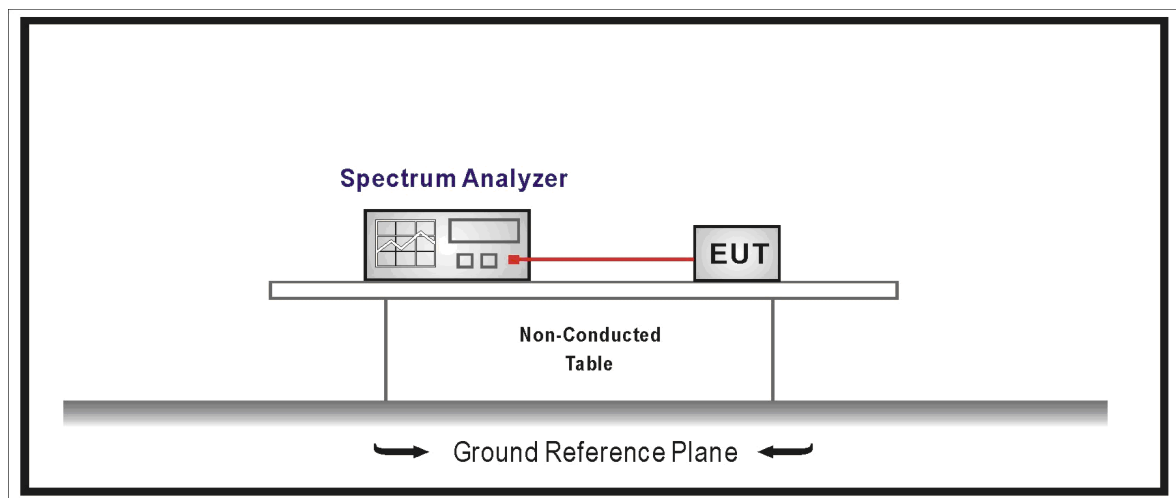 Spectrum Analyzer
EUT
Non-Conducted
Table
Ground Reference Plane